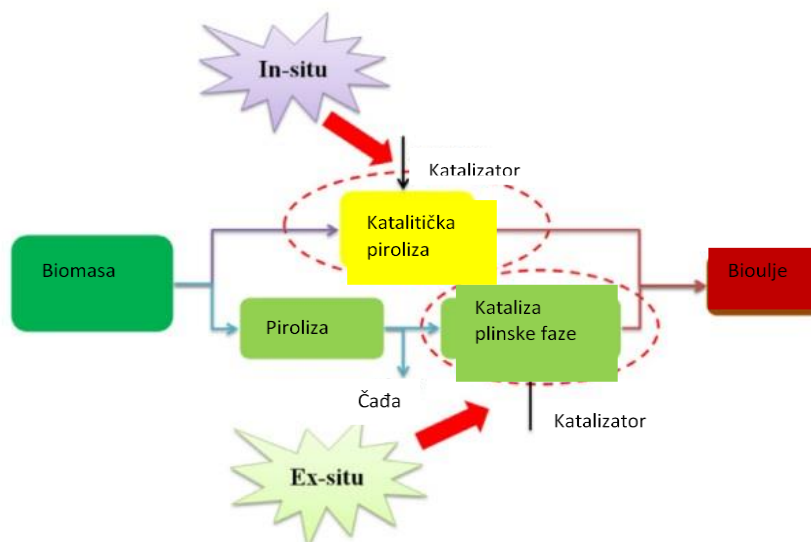 In-situ
Katalizator
Katalitička
piroliza
Biomasa
Bioulje
Piroliza
Kataliza
plinske faze
Čađa
Katalizator
Ex-situ